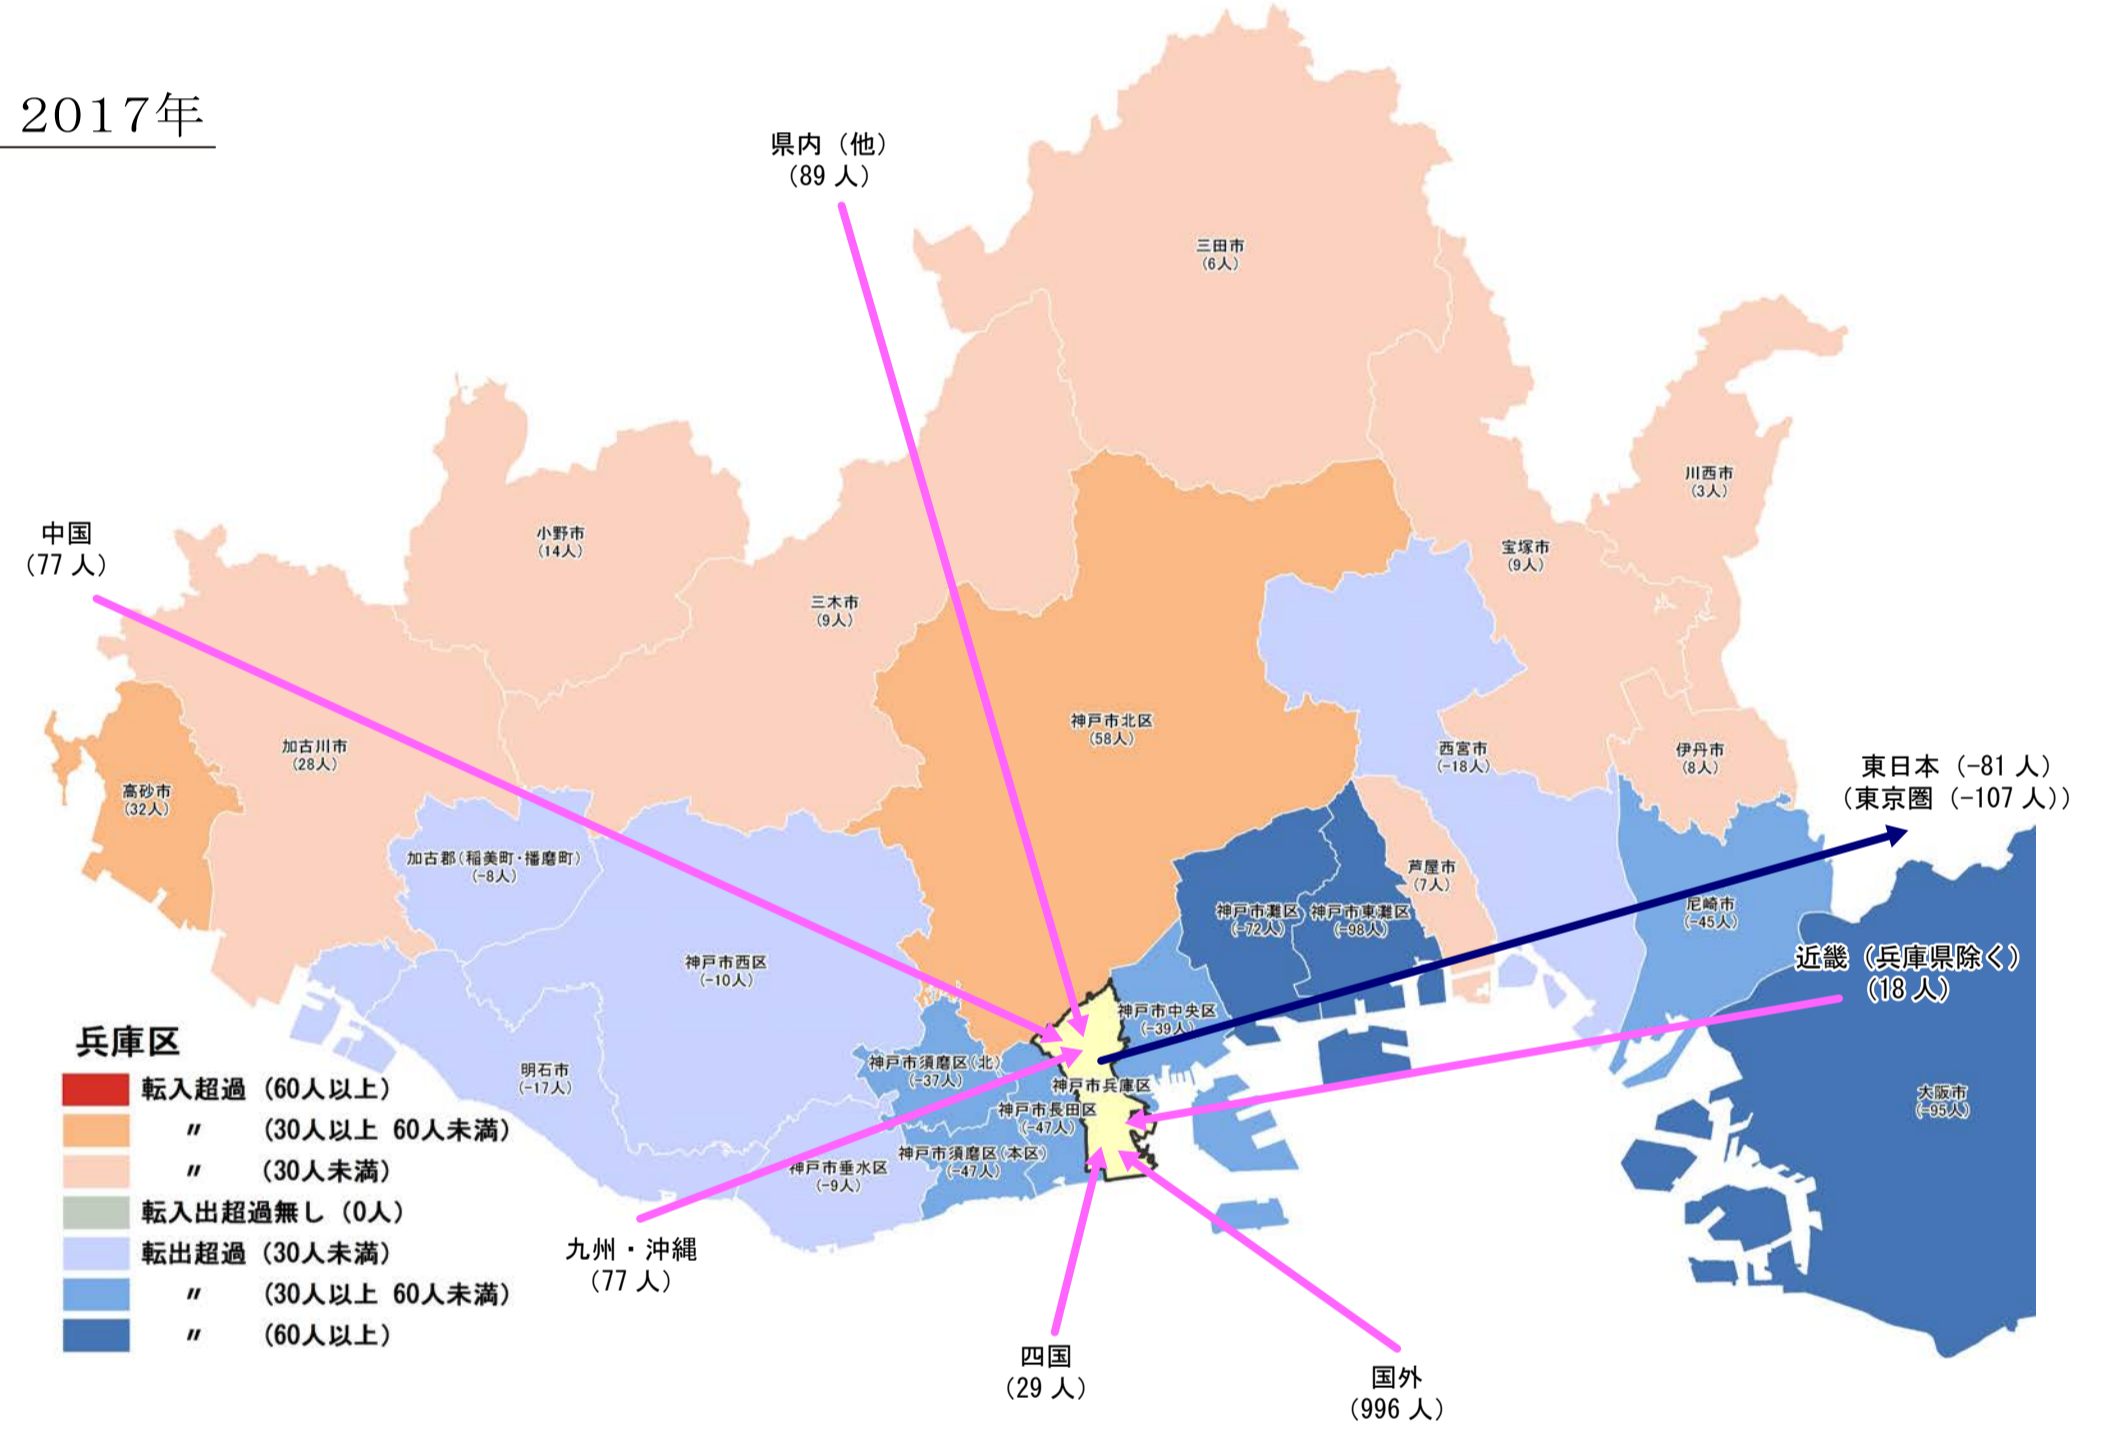 2017年
県内（他）
（89 人）
三田市
(6人)
川西市
(3人)
中国
（77 人）
小野市
(14人)
宝塚市
(9人)
三木市
(9人)
神戸市北区
(58人)
加古川市
(28人)
西宮市
(-18人)
伊丹市
(8人)
高砂市
(32人)
東日本（-81 人）
（東京圏（-107 人））
加古郡(稲美町・播磨町)
(-8人)
芦屋市
(7人)
神戸市灘区
(-72人)
神戸市東灘区
(-98人)
尼崎市
(-45人)
近畿（兵庫県除く）
（18 人）
神戸市西区
(-10人)
神戸市中央区
(-39人)
明石市
(-17人)
神戸市須磨区(北)
(-37人)
神戸市兵庫区
神戸市長田区
(-47人)
大阪市
(-95人)
神戸市須磨区(本区)
(-47人)
神戸市垂水区
(-9人)
九州・沖縄
（77 人）
四国
（29 人）
国外
（996 人）
兵庫区
転入超過（60人以上）
〃 （30人以上 60人未満）
〃 （30人未満）
転入出超過無し（0人）
転出超過（30人未満）
〃 （30人以上 60人未満）
〃 （60人以上）